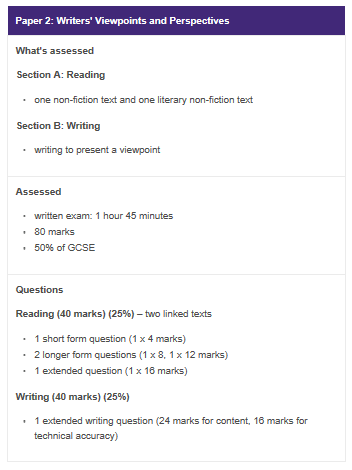 Paper 2: Writers' Viewpoints and Perspectives
What's assessed
Section A: Reading
• one non-fiction text and one literary non-fiction text
Section B: Writing
• writing to present a viewpoint
Assessed
• written exam: 1 hour 45 minutes
• 80 marks
• 50% of GCSE
Questions
Reading (40 marks) (25%) – two linked texts
• 1 short form question (1 x 4 marks)
• 2 longer form questions (1 x 8, 1 x 12 marks)
• 1 extended question (1 x 16 marks)
Writing (40 marks) (25%)
• 1 extended writing question (24 marks for content, 16 marks for
technical accuracy)